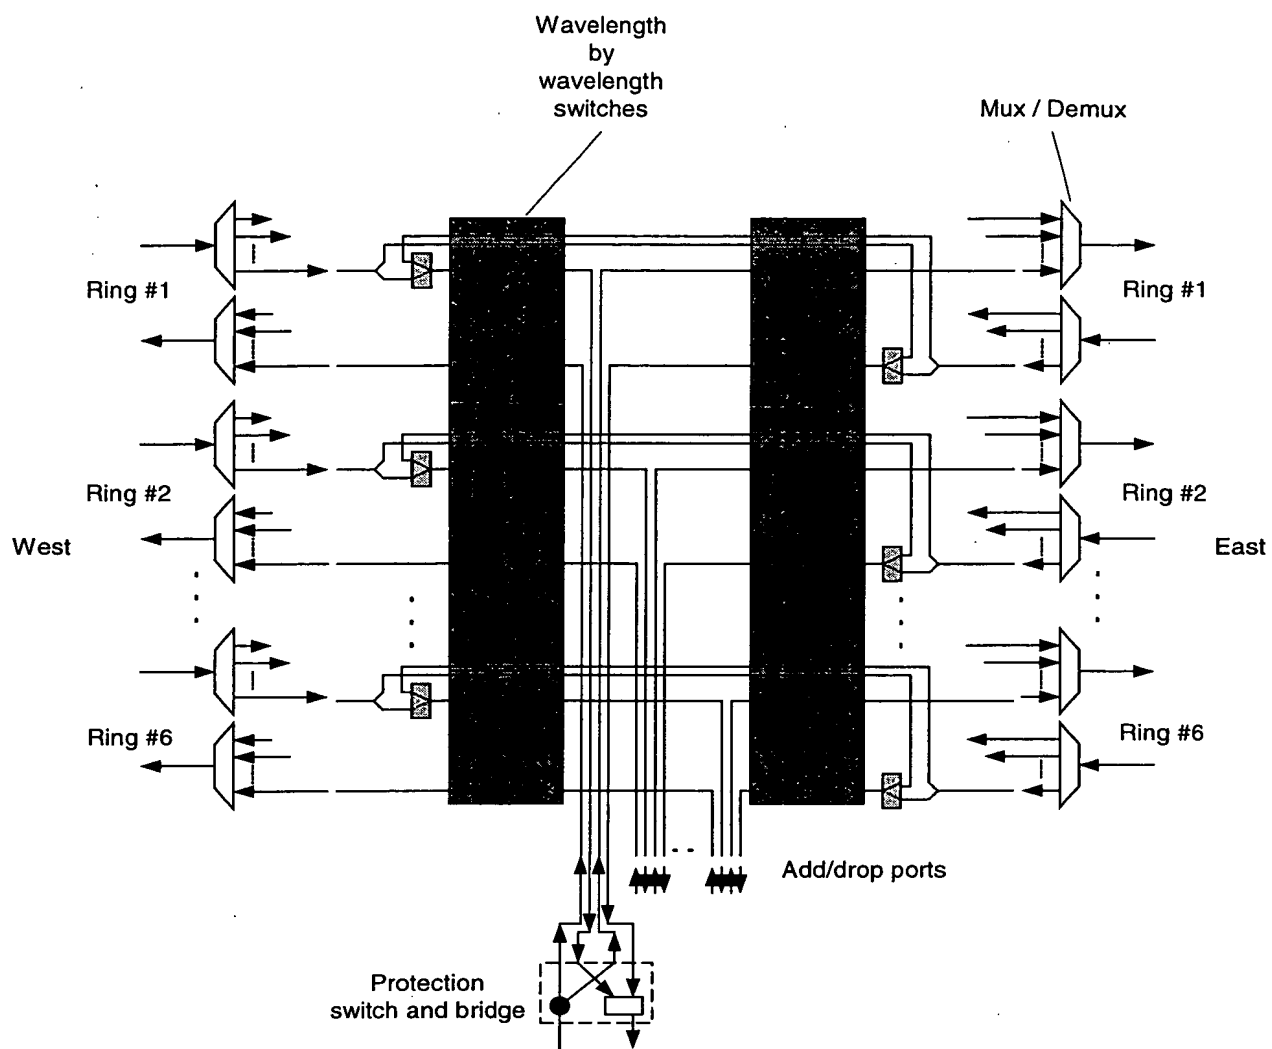 Wavelength
by
wavelength
switches
Mux / Demux
Ring #1
Ring #1
Ring #2
Ring #2
West
East
Ring #6
Ring #6
Add/drop ports
Protection
switch and bridge